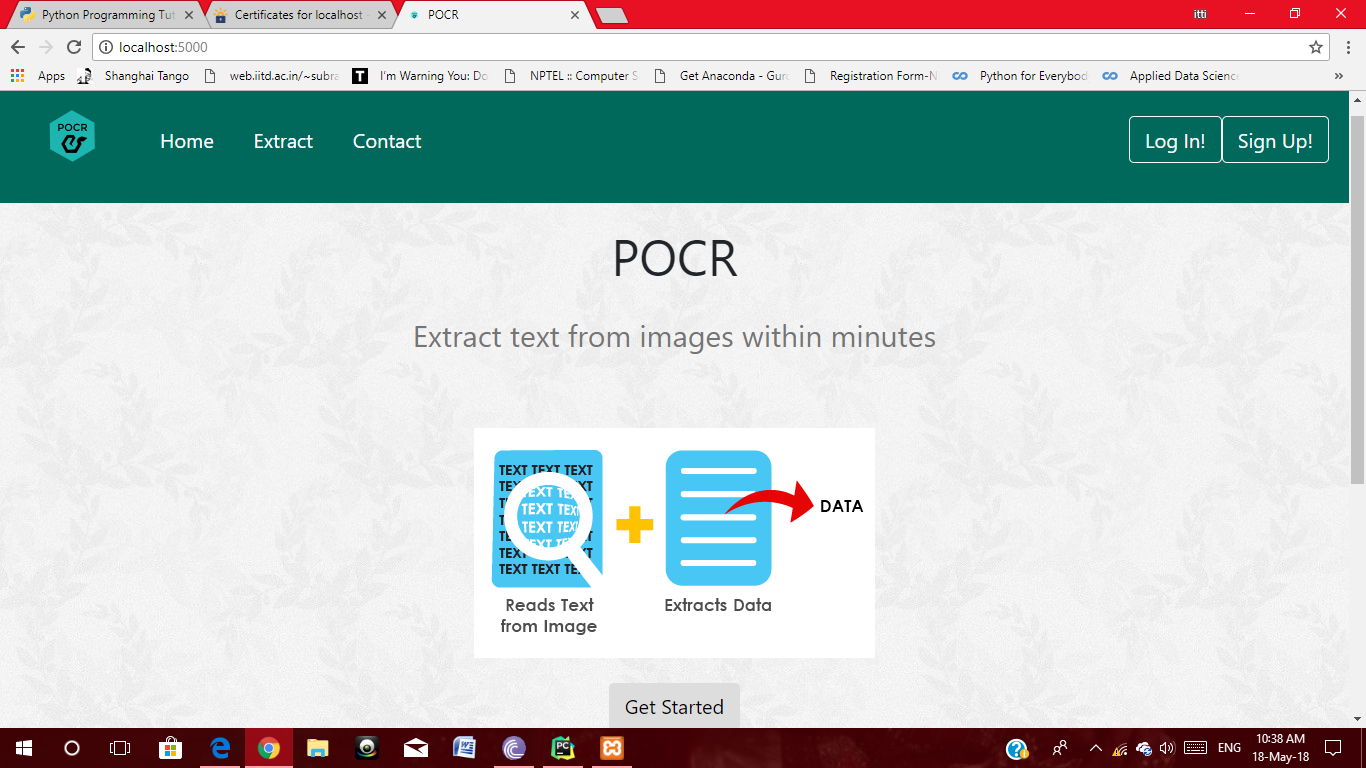 Python Programming Tut
Certificates for localhost -
POCR
itti
localhost:5000
Apps
Shanghai Tango
web.iitd.ac.in/~subra
I'm Warning You: Do
NPTEL :: Computer S
Get Anaconda - Guro
Registration Form-N
Python for Everybod
Applied Data Science
»
POCR
Home
Extract
Contact
Log In!
Sign Up!
POCR
Extract text from images within minutes
TEXT TEXT TEXT
TEXT TEXT
TEXT TEXT
TEXT TEXT
TEXT TEXT
TEXT TEXT TE
DATA
Reads Text
from Image
Extracts Data
Get Started
ENG
10:38 AM
18-May-18